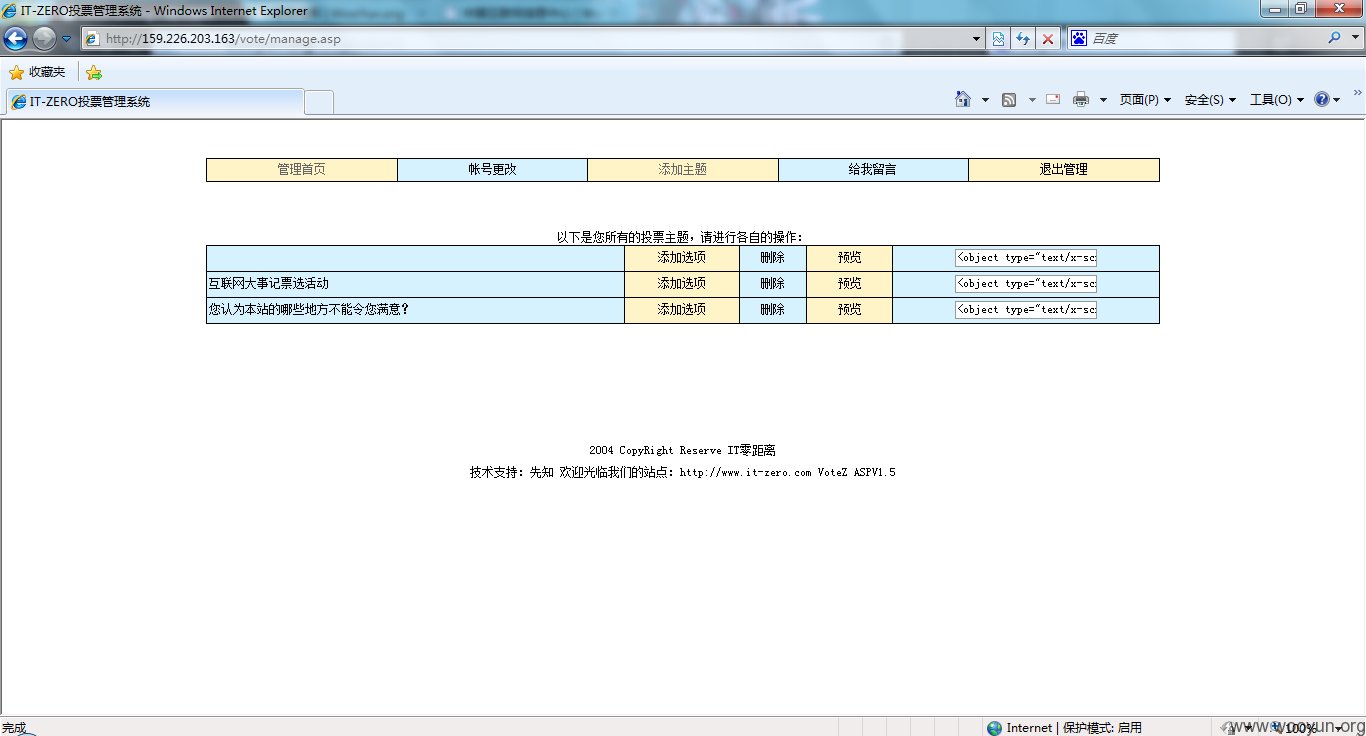 IT-ZERO投票管理系统 - Windows Internet Explorer
http://159.226.203.163/vote/manage.asp
百度
收藏夹
IT-ZERO投票管理系统
页面(P) 安全(S) 工具(O)
管理首页 帐号更改 添加主题 给我留言 退出管理
以下是您所有的投票主题，请进行各自的操作：
添加选项 删除 预览 <object type="text/x-sc
互联网大事记票选活动 添加选项 删除 预览 <object type="text/x-sc
您认为本站的哪些地方不能令您满意？ 添加选项 删除 预览 <object type="text/x-sc
2004 CopyRight Reserve IT零距离
技术支持：先知 欢迎光临我们的站点：http://www.it-zero.com VoteZ ASPV1.5
完成
Internet | 保护模式: 启用
100%
www.wooyun.org